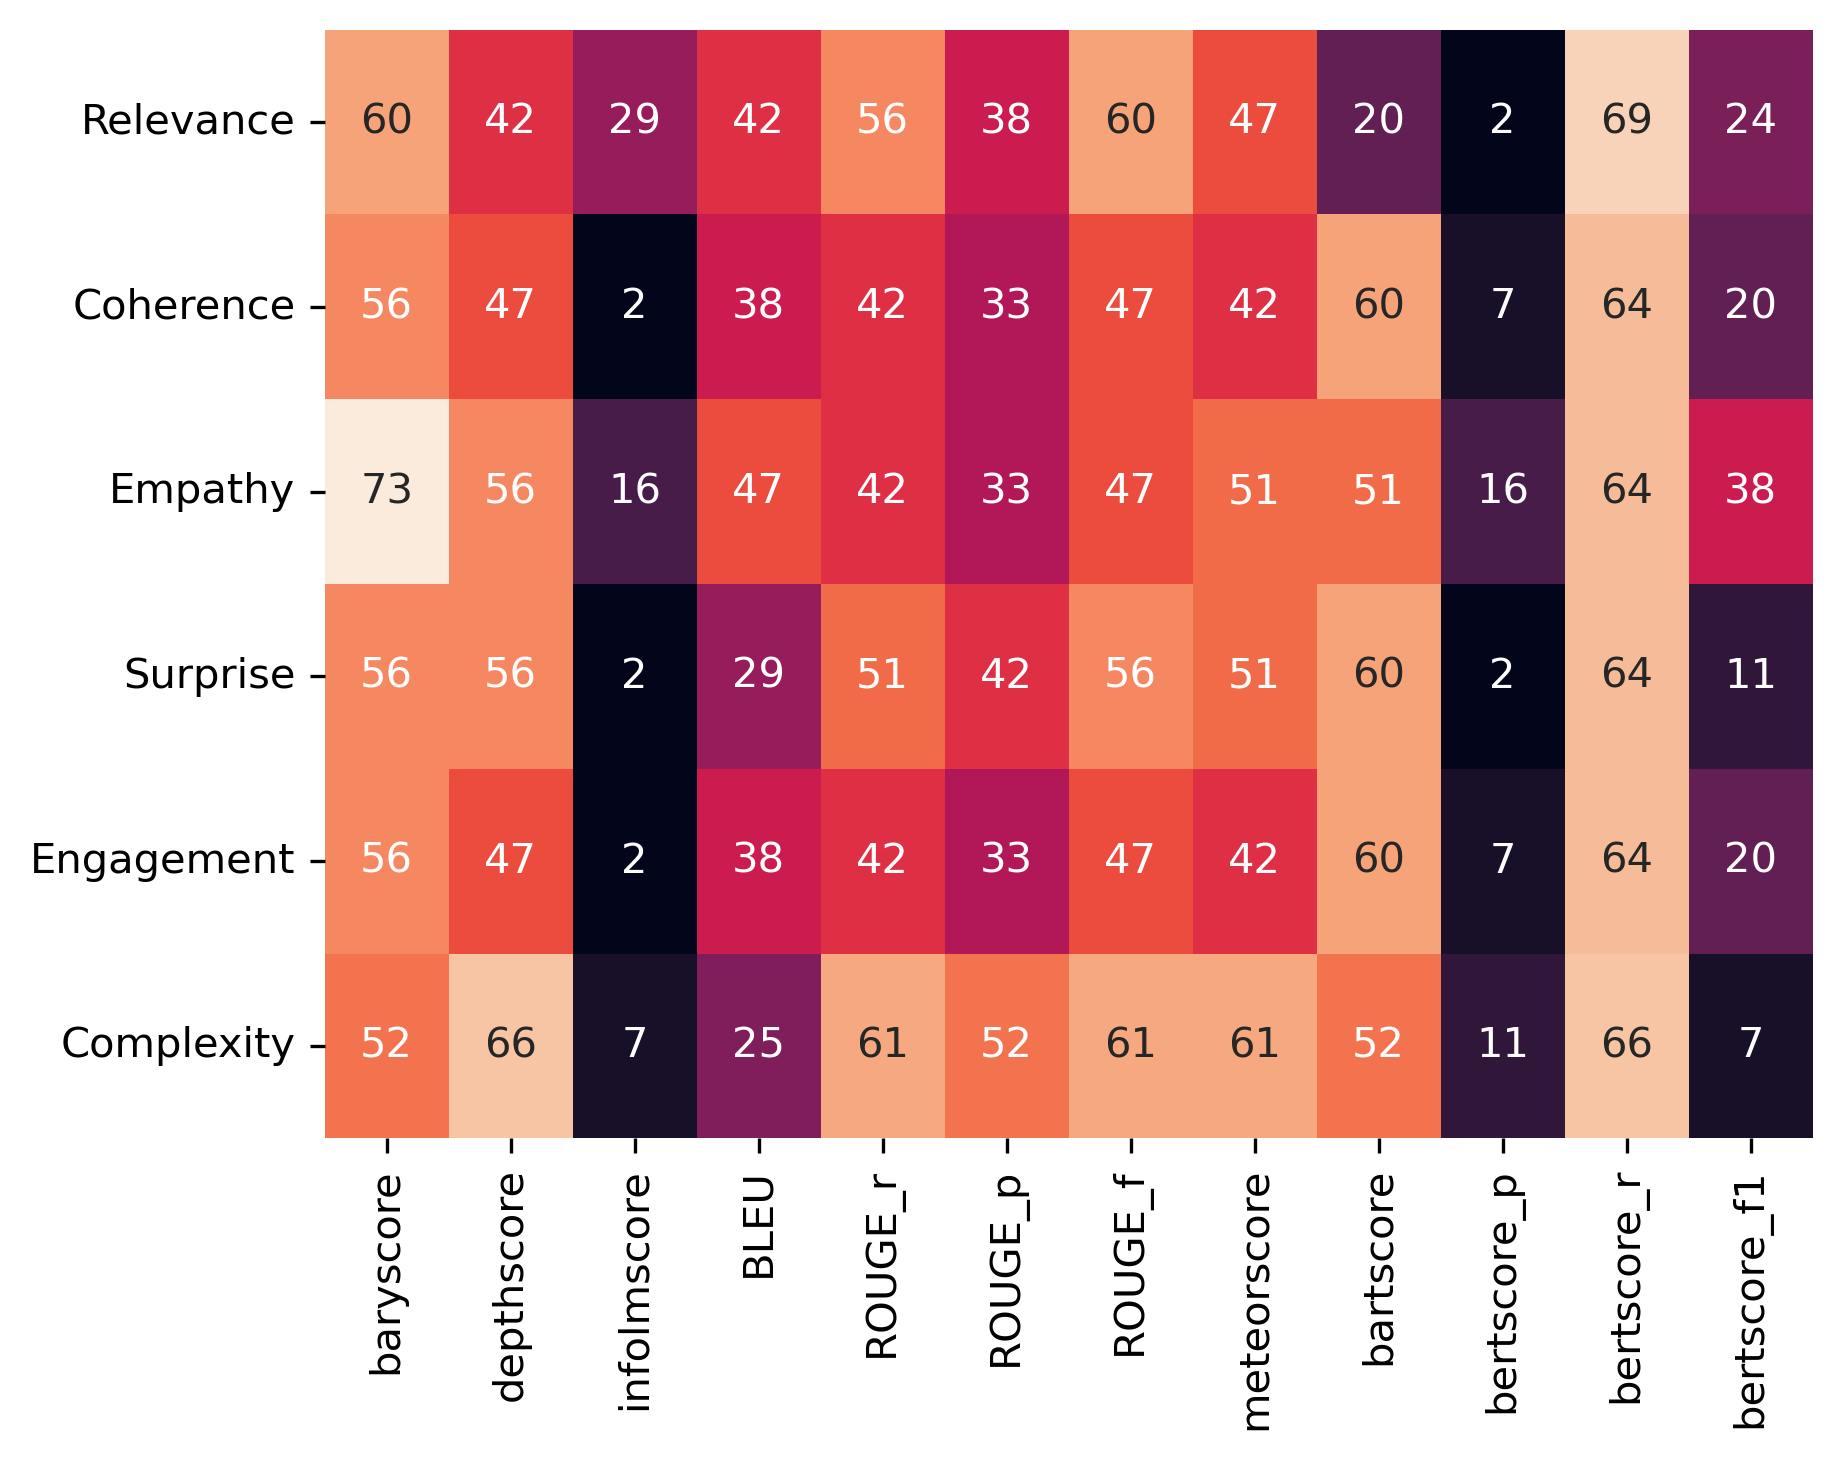 Relevance 60 42 29 42 56 38 60 47 20 2 69 24
Coherence 56 47 2 38 42 33 47 42 60 7 64 20
Empathy 73 56 16 47 42 33 47 51 51 16 64 38
Surprise 56 56 2 29 51 42 56 51 60 2 64 11
Engagement 56 47 2 38 42 33 47 42 60 7 64 20
Complexity 52 66 7 25 61 52 61 61 52 11 66 7
baryscore
depthscore
infolmscore
BLEU
ROUGE_r
ROUGE_p
ROUGE_f
meteorscore
bartscore
bertscore_p
bertscore_r
bertscore_f1